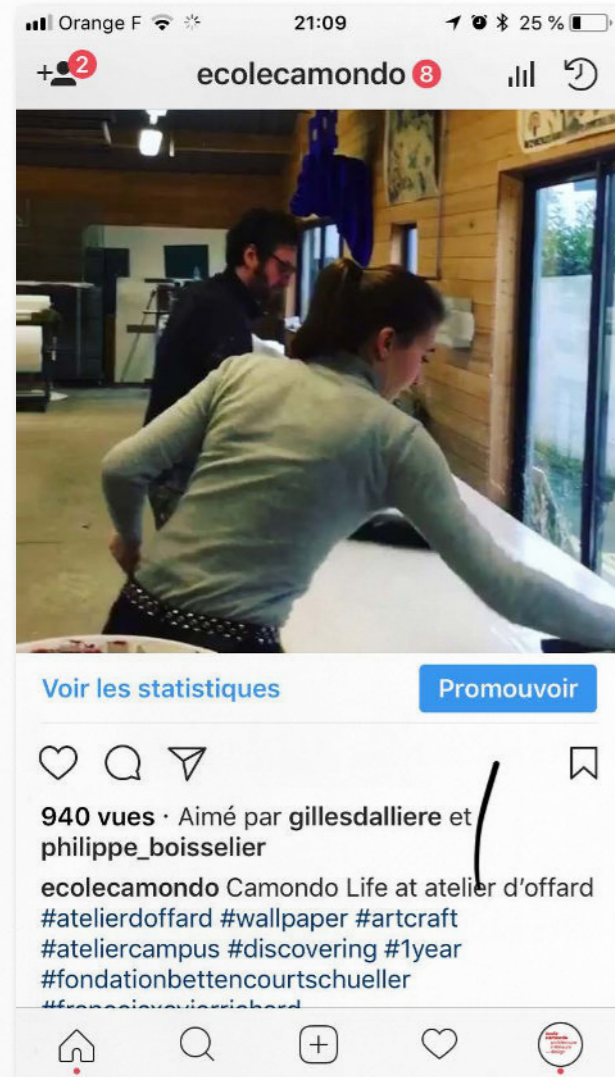 Orange F 21:09 25 %
2 ecolecamondo 8
Voir les statistiques Promouvoir
940 vues · Aimé par gillesdalliere et
philippe_boisselier
ecolecamondo Camondo Life at atelier d'offard
#atelierdoffard #wallpaper #artcraft
#ateliercampus #discovering #1year
#fondationbettencourtschueller